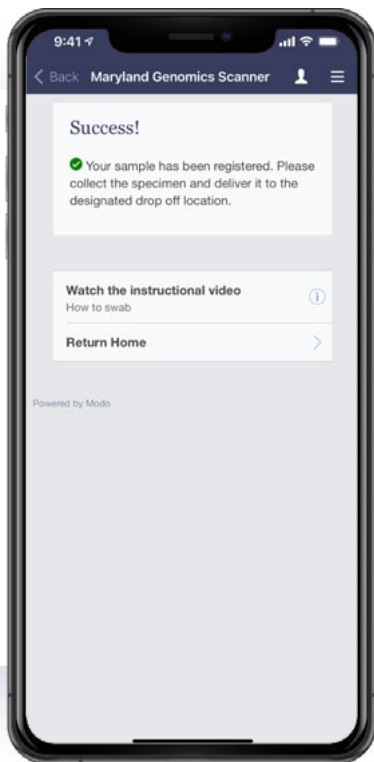 9:41
Back Maryland Genomics Scanner
Success!
Your sample has been registered. Please
collect the specimen and deliver it to the
designated drop off location.
Watch the instructional video
How to swab
Return Home
Powered by Modo